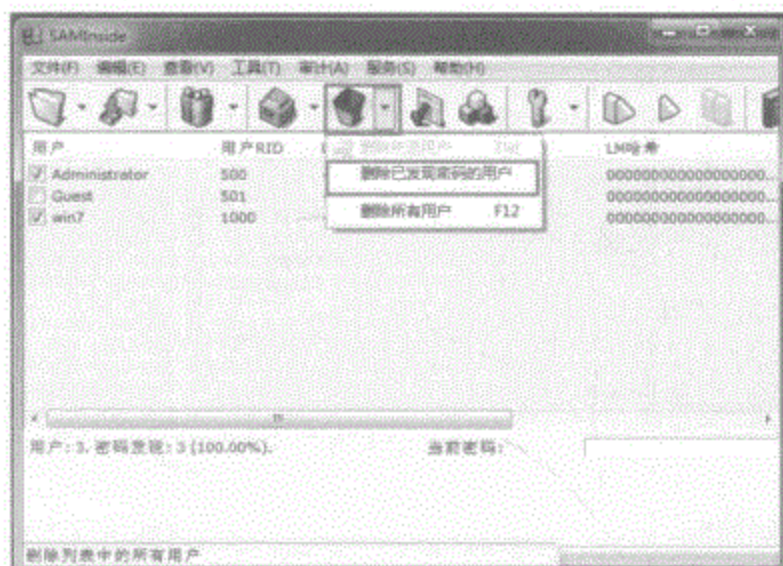 SAMInside
文件(F) 编辑(E) 查看(V) 工具(T) 审计(A) 服务(S) 帮助(H)
用户 用户RID LM哈希
Administrator 500 000000000000000000...
删除已发现密码的用户
Guest 501 000000000000000000...
删除所有用户 F12
win7 1000 000000000000000000...
用户: 3, 密码发现: 3 (100.00%). 当前密码:
删除列表中的所有用户